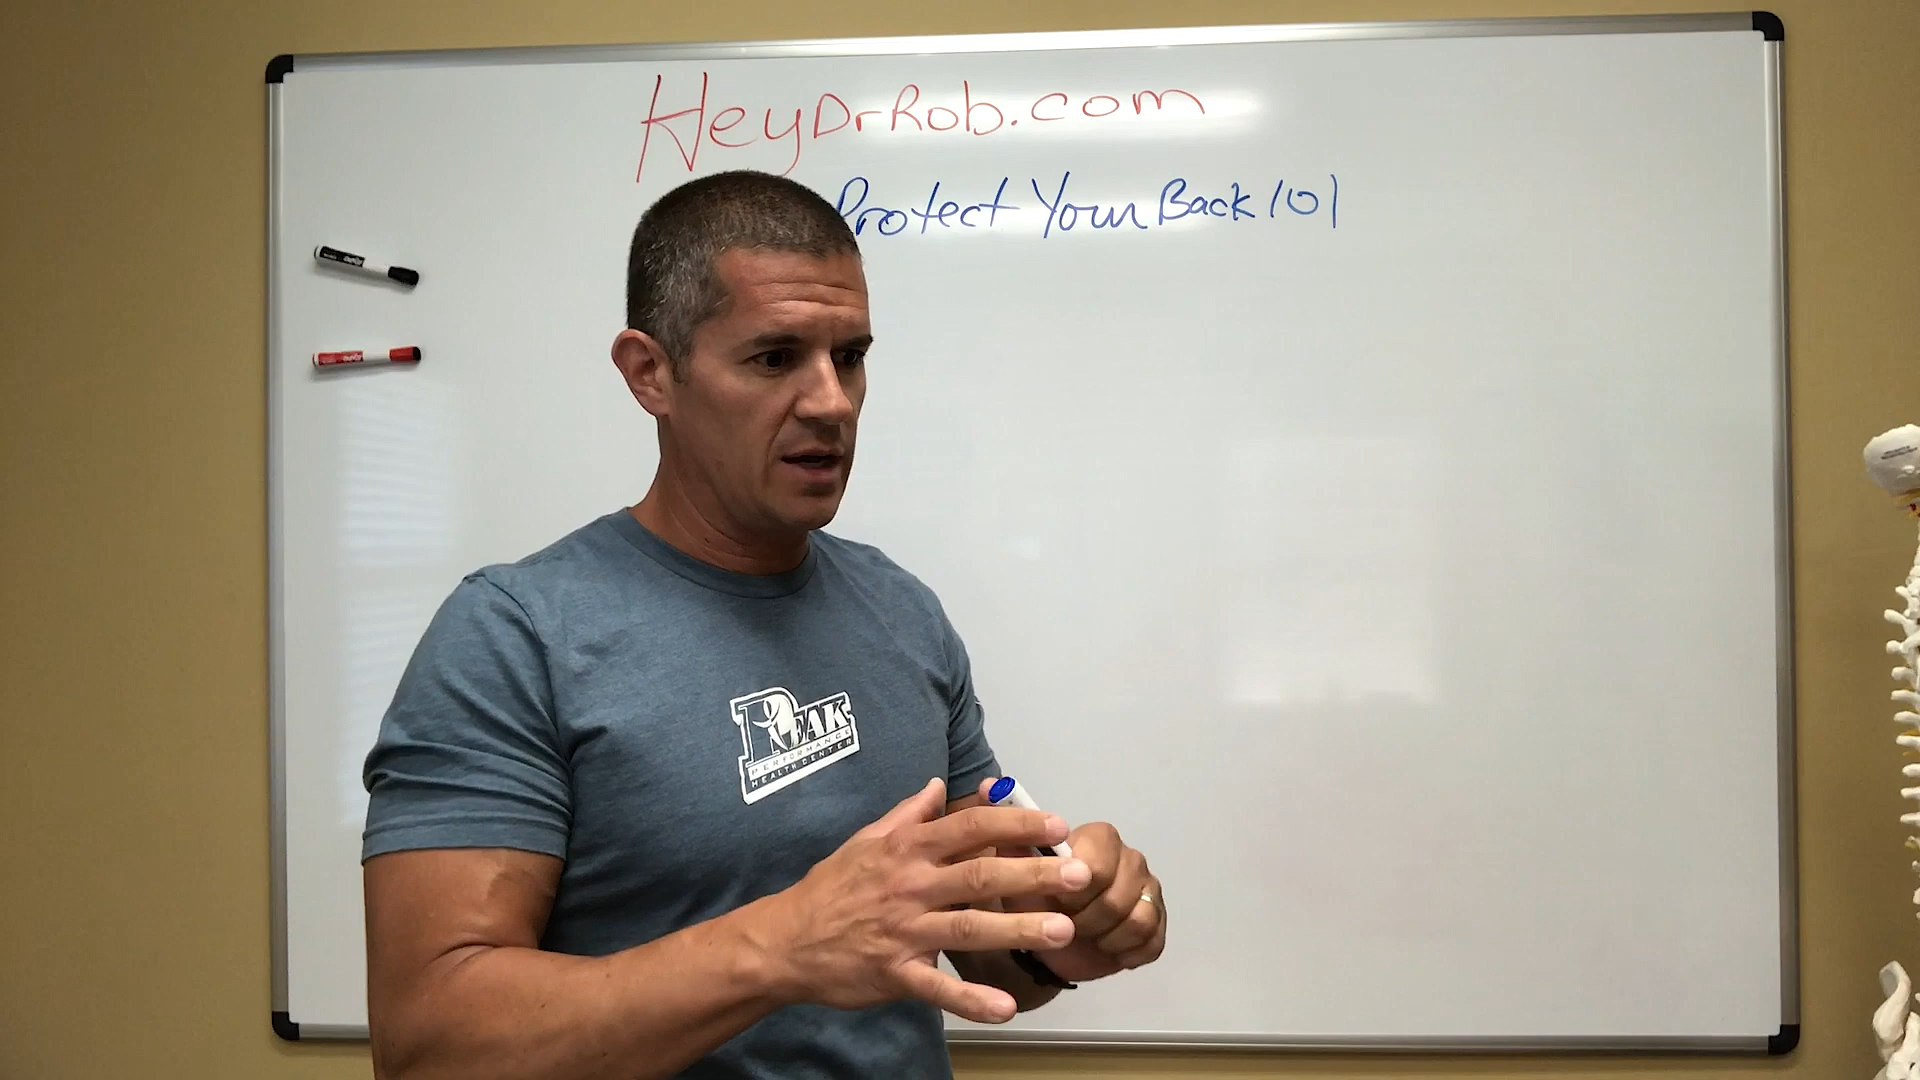 HeyDrRob.com
Protect Your Back 101
PEAK
PERFORMANCE
HEALTH CENTER